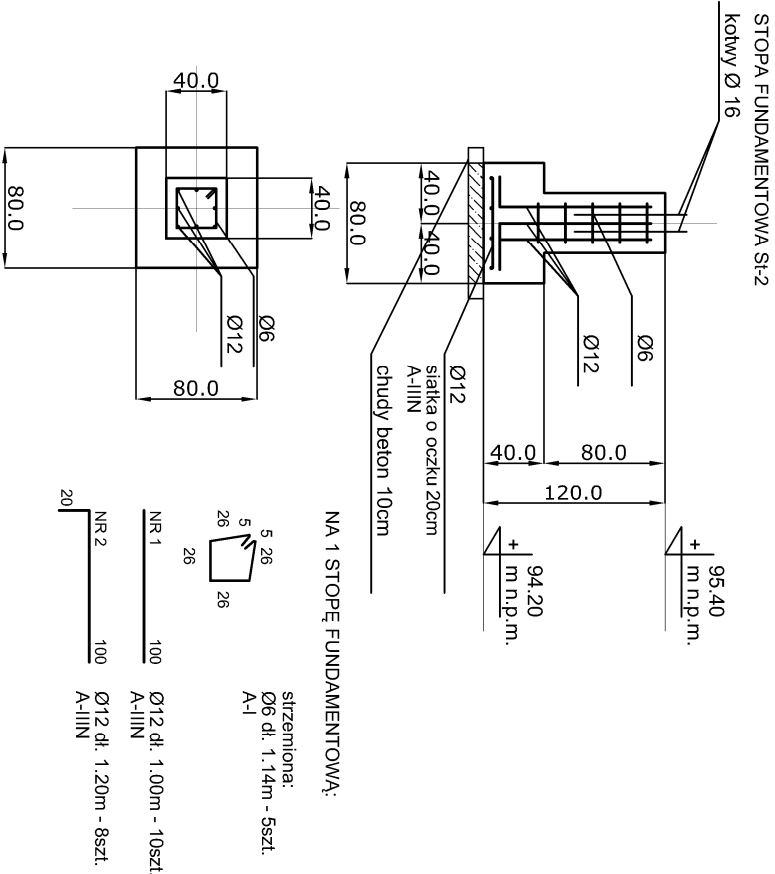 STOPA FUNDAMENTOWA St-2
kotwy Ø 16
Ø6
Ø12
80.0
40.0
120.0
40.0
40.0
80.0
95.40
+ m n.p.m.
94.20
+ m n.p.m.
Ø12
siatka o oczku 20cm
A-IIIN
chudy beton 10cm
40.0
40.0
80.0
80.0
Ø6
Ø12
NA 1 STOPĘ FUNDAMENTOWĄ:
5
5
26
26
26
26
strzemiona:
Ø6 dł. 1.14m - 5szt.
A-I
NR 1
100
Ø12 dł. 1.00m - 10szt.
A-IIIN
NR 2
20
100
Ø12 dł. 1.20m - 8szt.
A-IIIN